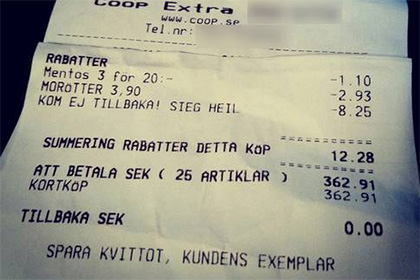 Coop Extra
WWW.COOP.SE
Tel.nr:
RABATTER
Mentos 3 för 20:- -1.10
MOROTTER 3,90 -2.93
KOM EJ TILLBAKA! SIEG HEIL -8.25
=========
SUMMERING RABATTER DETTA KÖP 12.28
=========
ATT BETALA SEK ( 25 ARTIKLAR ) 362.91
KORTKÖP 362.91
TILLBAKA SEK 0.00
SPARA KVITTOT, KUNDENS EXEMPLAR